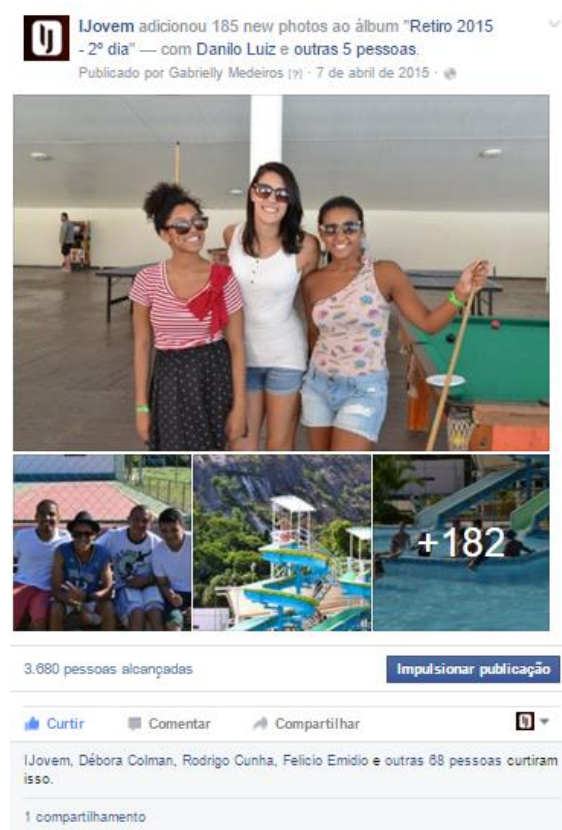 IJovem adicionou 185 new photos ao álbum "Retiro 2015
- 2º dia" — com Danilo Luiz e outras 5 pessoas.
Publicado por Gabrielly Medeiros [?] · 7 de abril de 2015 ·
+182
3.680 pessoas alcançadas
Impulsionar publicação
Curtir Comentar Compartilhar
IJovem, Débora Colman, Rodrigo Cunha, Felicio Emidio e outras 68 pessoas curtiram
isso.
1 compartilhamento